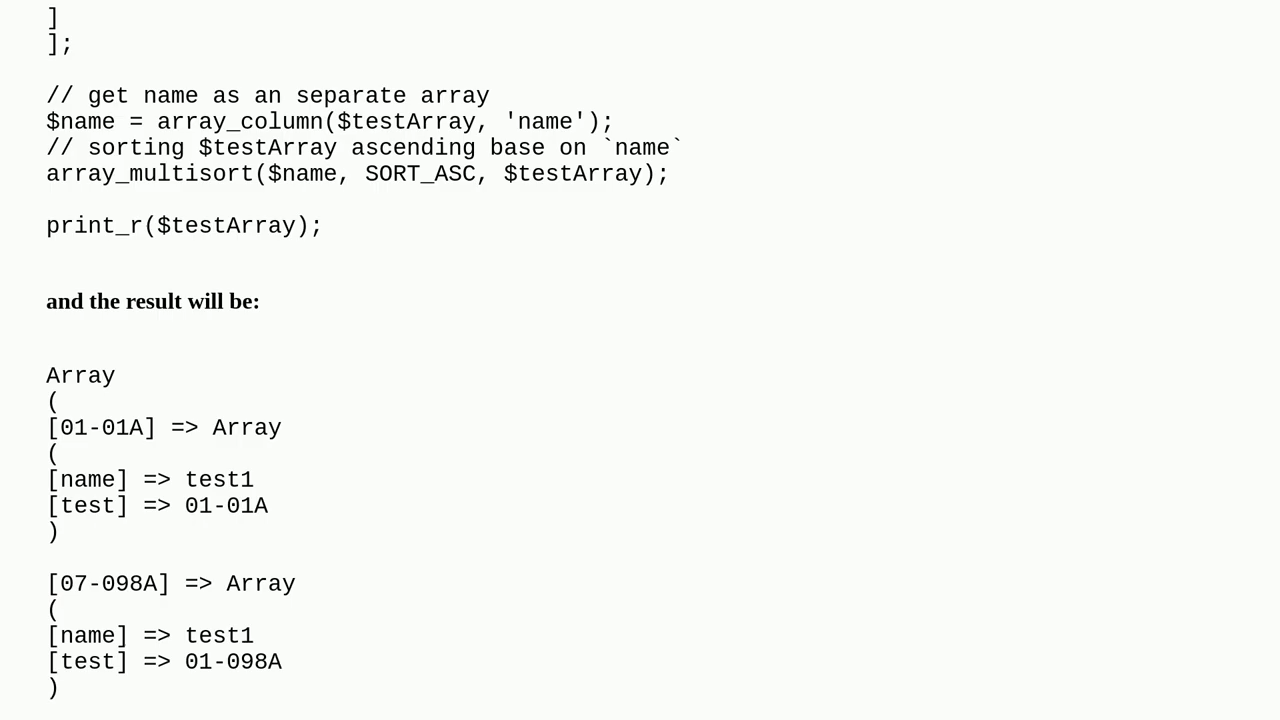 ]
];
// get name as an separate array
$name = array_column($testArray, 'name');
// sorting $testArray ascending base on `name`
array_multisort($name, SORT_ASC, $testArray);
print_r($testArray);
and the result will be:
Array
(
[01-01A] => Array
(
[name] => test1
[test] => 01-01A
)
[07-098A] => Array
(
[name] => test1
[test] => 01-098A
)